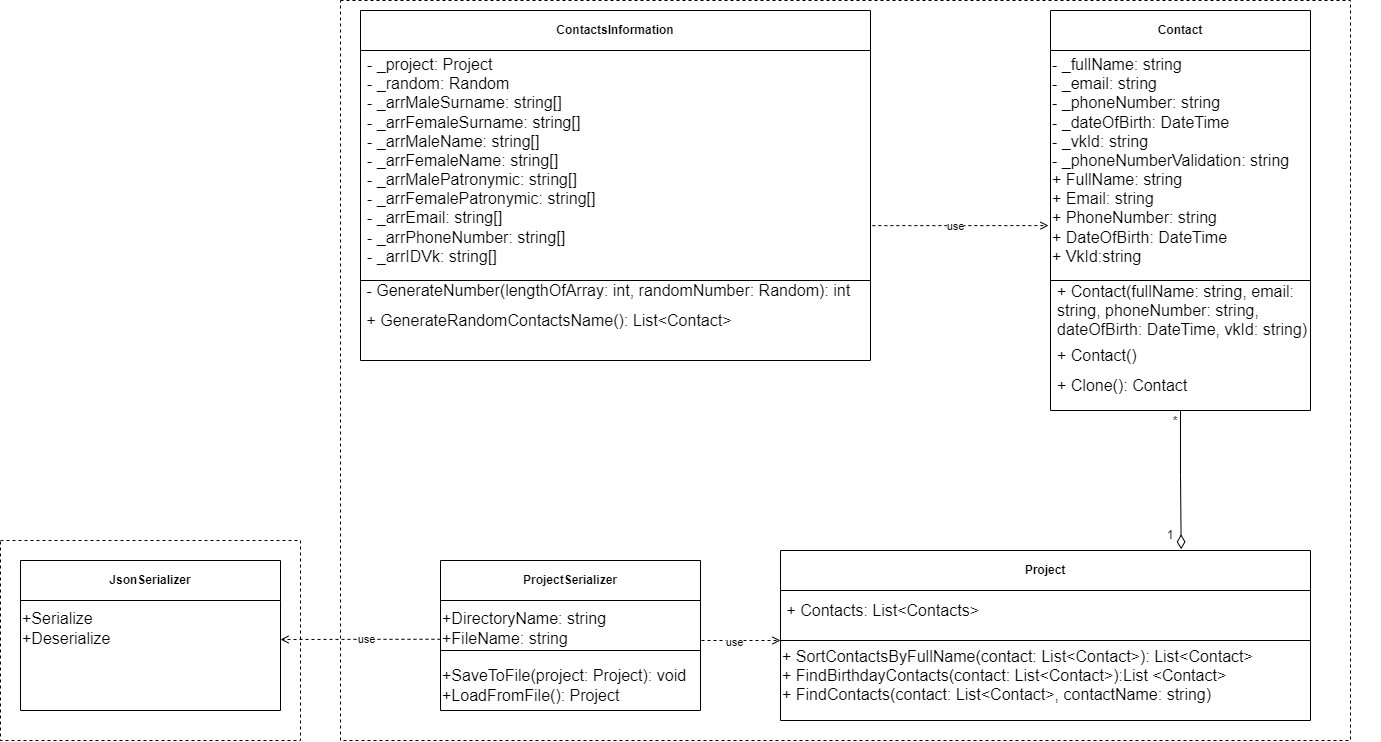 ContactsInformation
- _project: Project
- _random: Random
- _arrMaleSurname: string[]
- _arrFemaleSurname: string[]
- _arrMaleName: string[]
- _arrFemaleName: string[]
- _arrMalePatronymic: string[]
- _arrFemalePatronymic: string[]
- _arrEmail: string[]
- _arrPhoneNumber: string[]
- _arrIDVk: string[]
- GenerateNumber(lengthOfArray: int, randomNumber: Random): int
+ GenerateRandomContactsName(): List<Contact>
use
Contact
- _fullName: string
- _email: string
- _phoneNumber: string
- _dateOfBirth: DateTime
- _vkId: string
- _phoneNumberValidation: string
+ FullName: string
+ Email: string
+ PhoneNumber: string
+ DateOfBirth: DateTime
+ VkId:string
+ Contact(fullName: string, email:
string, phoneNumber: string,
dateOfBirth: DateTime, vkId: string)
+ Contact()
+ Clone(): Contact
*
1
JsonSerializer
+Serialize
+Deserialize
use
ProjectSerializer
+DirectoryName: string
+FileName: string
+SaveToFile(project: Project): void
+LoadFromFile(): Project
use
Project
+ Contacts: List<Contacts>
+ SortContactsByFullName(contact: List<Contact>): List<Contact>
+ FindBirthdayContacts(contact: List<Contact>):List <Contact>
+ FindContacts(contact: List<Contact>, contactName: string)